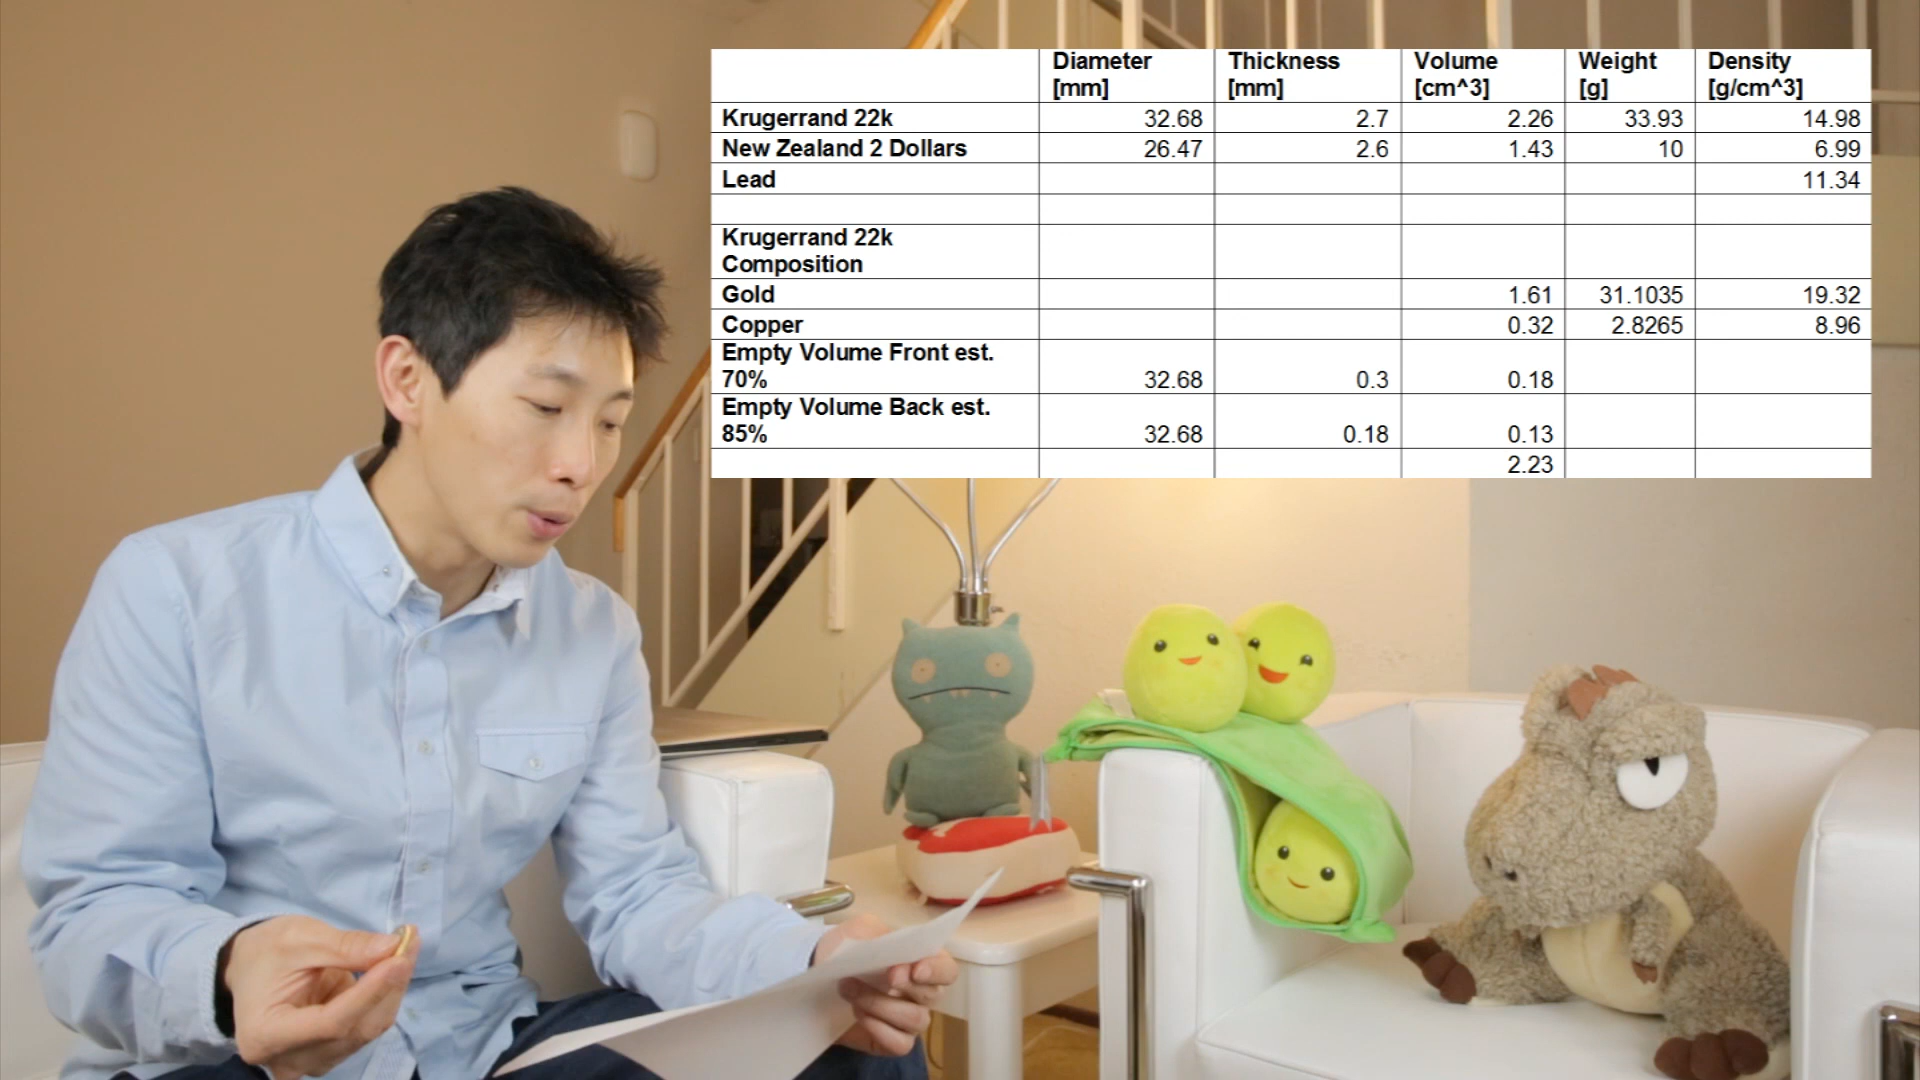 Diameter [mm] Thickness [mm] Volume [cm^3] Weight [g] Density [g/cm^3]
Krugerrand 22k 32.68 2.7 2.26 33.93 14.98
New Zealand 2 Dollars 26.47 2.6 1.43 10 6.99
Lead 11.34
Krugerrand 22k
Composition
Gold 1.61 31.1035 19.32
Copper 0.32 2.8265 8.96
Empty Volume Front est.
70% 32.68 0.3 0.18
Empty Volume Back est.
85% 32.68 0.18 0.13
2.23